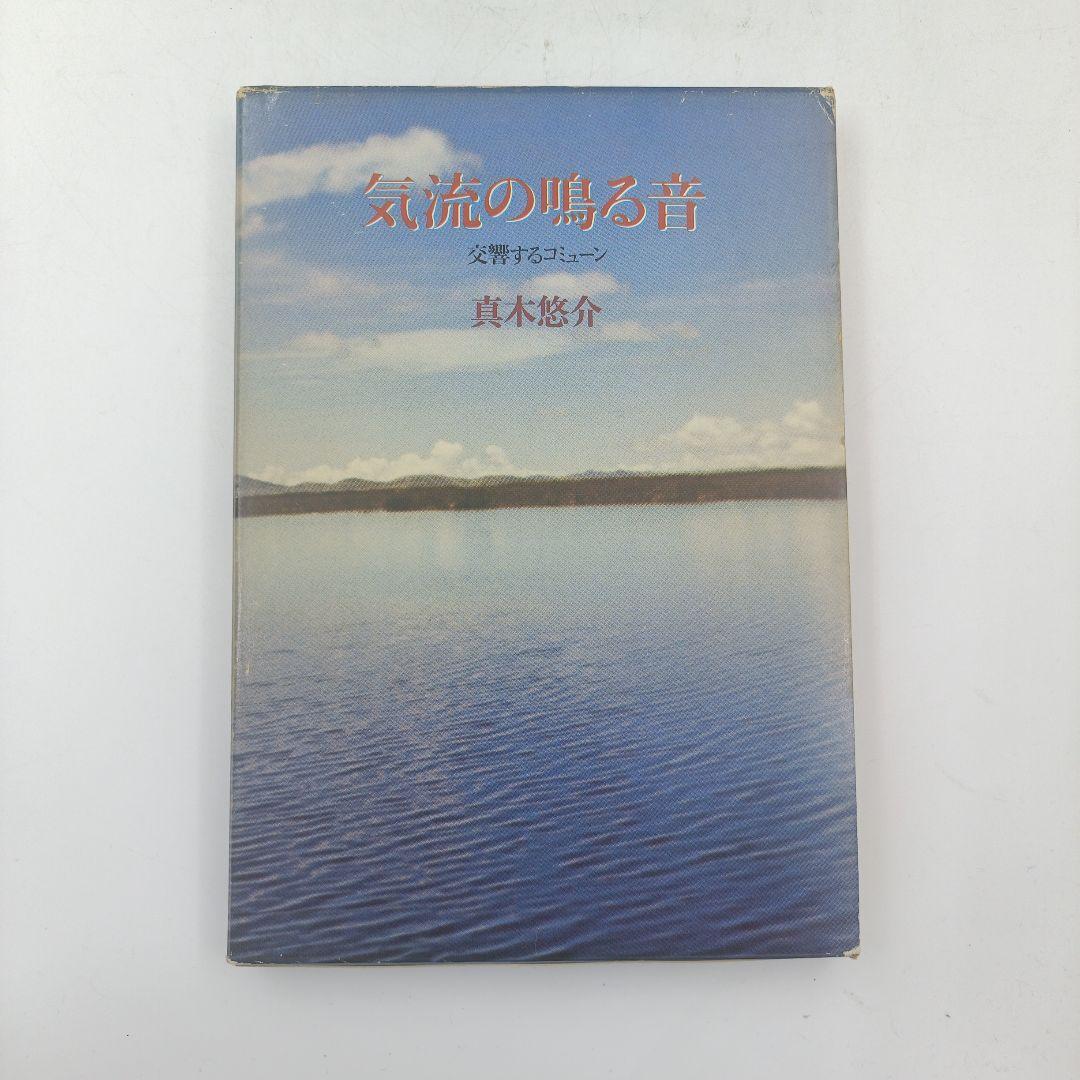 気流の鳴る音
交響するコミューン
真木悠介